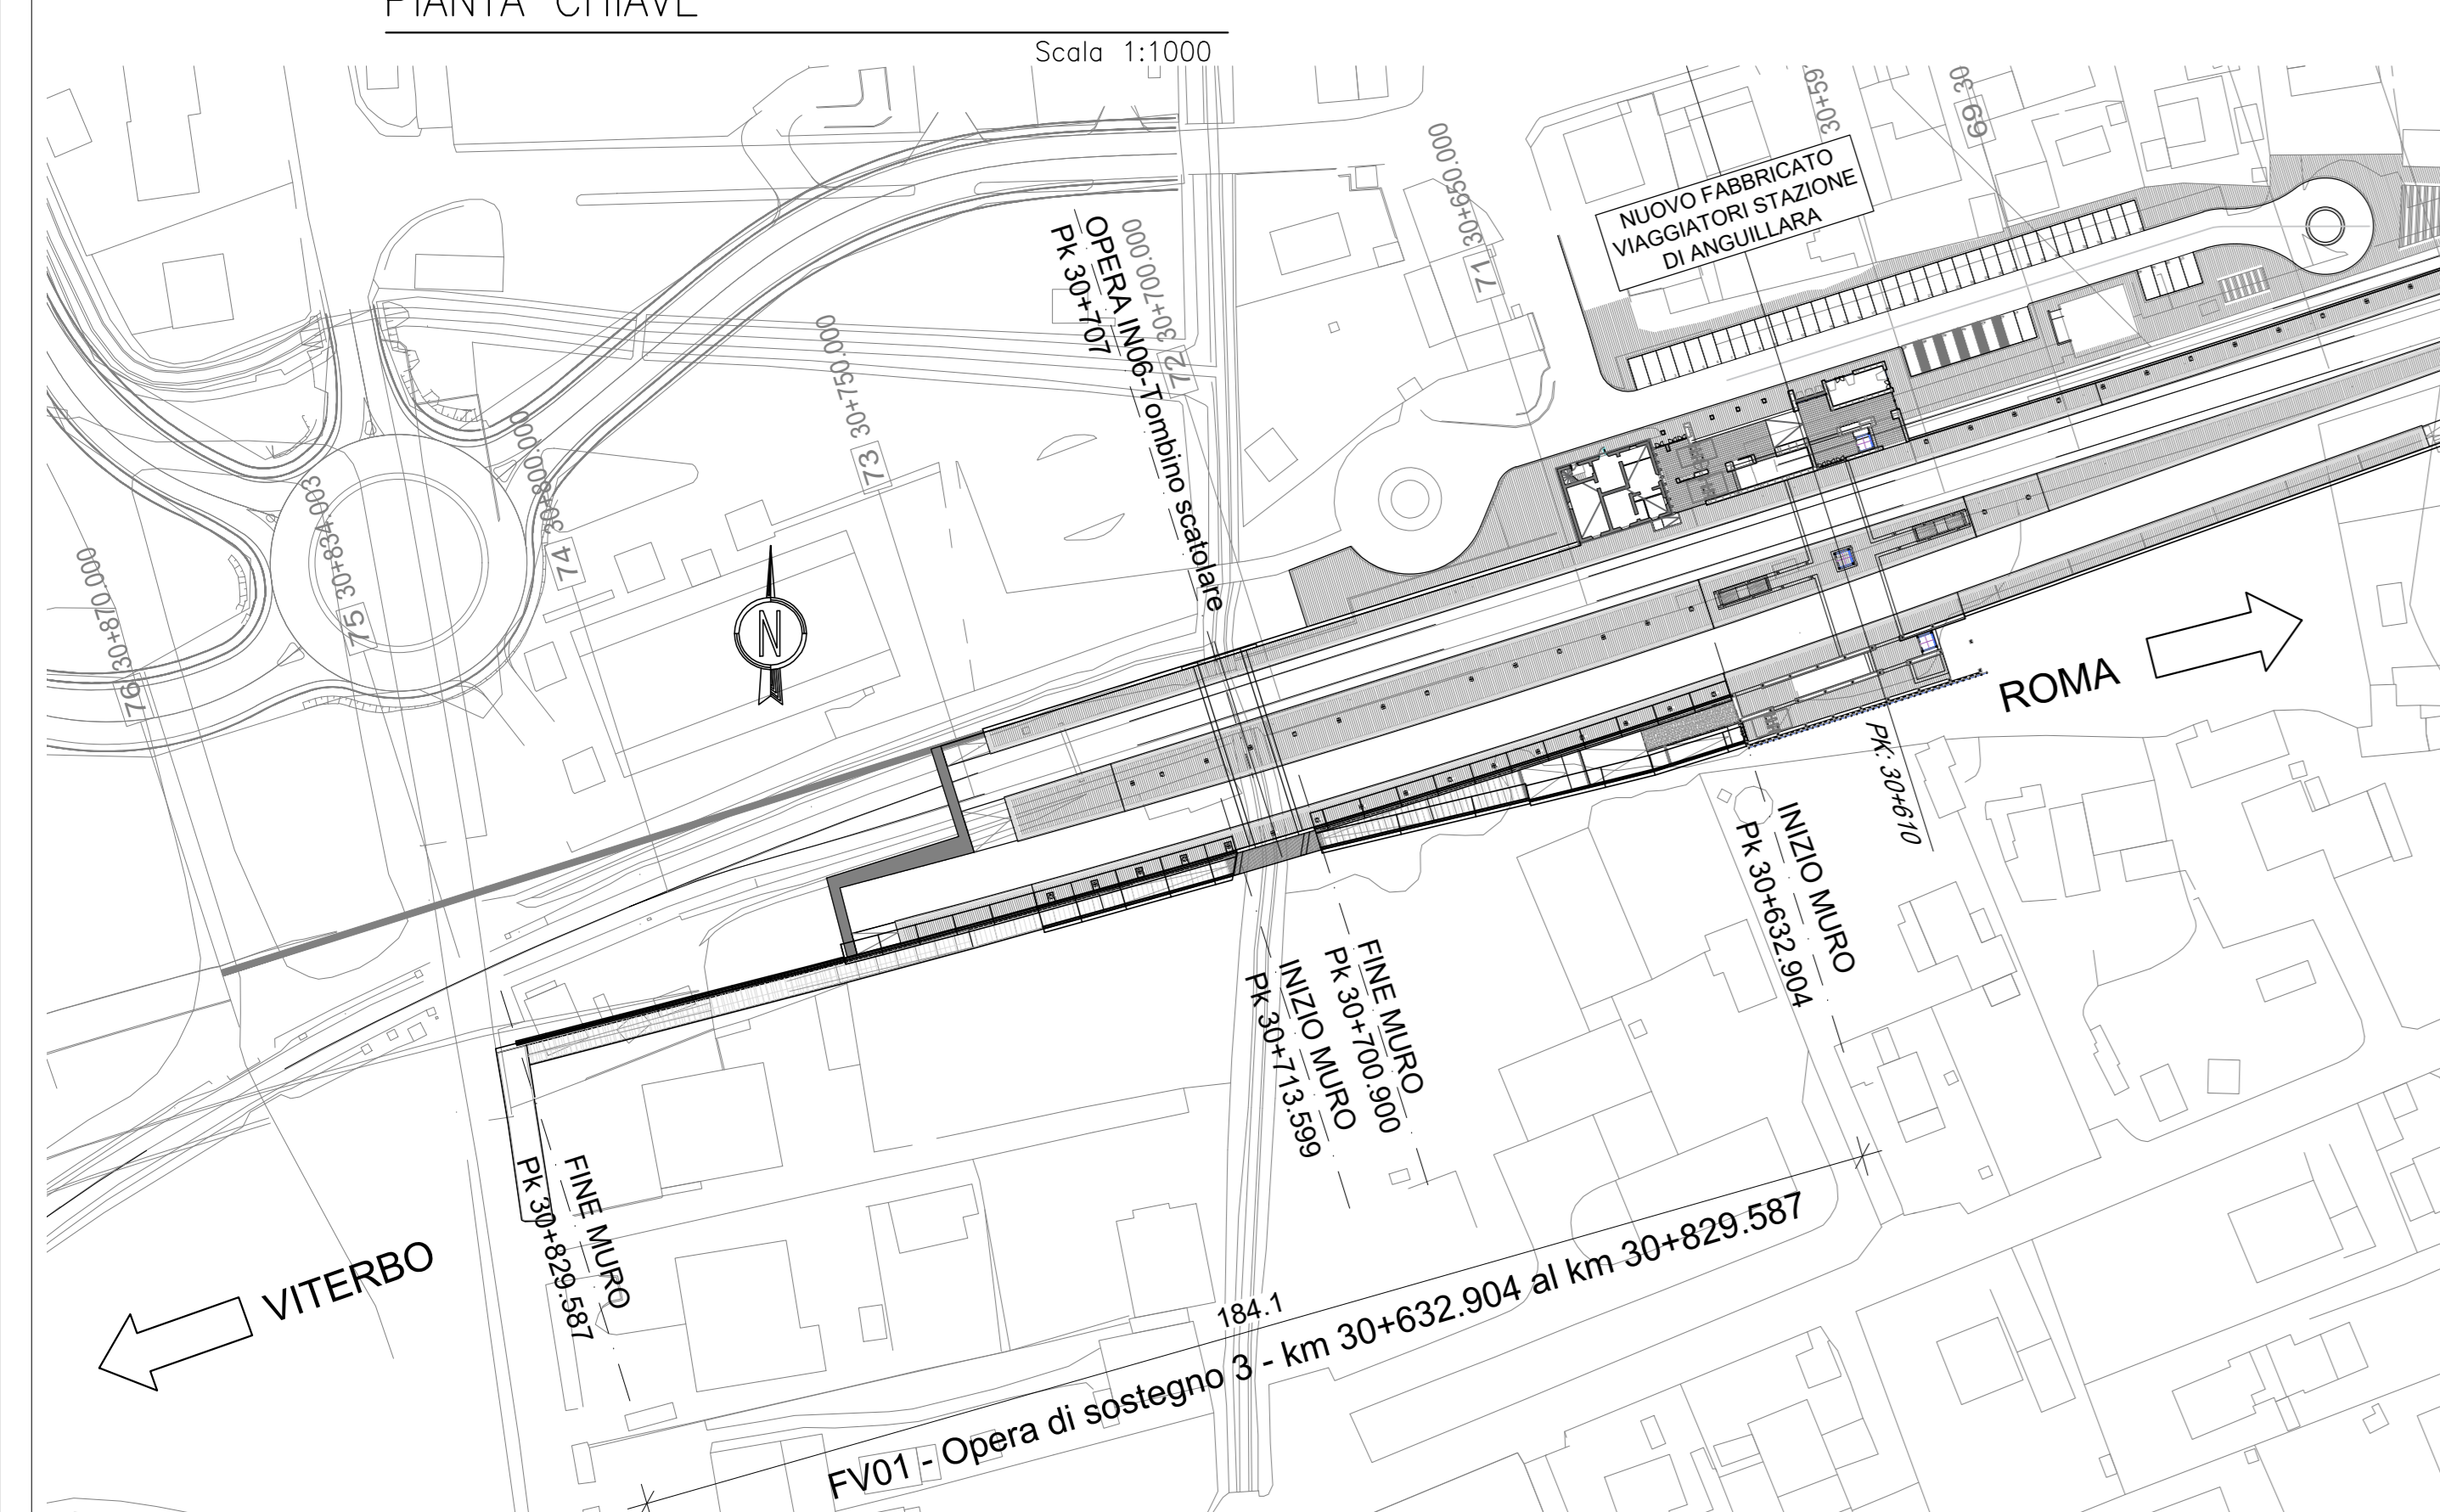 PIANTA CHIAVE
Scala 1:1000
NUOVO FABBRICATO
VIAGGIATORI STAZIONE
DI ANGUILLARA
30+59
69 30
71 30+650.000
OPERA IN06-Tombino scatolare
Pk 30+707
72 30+700.000
73 30+750.000
74 30+800.000
75 30+834.003
76 30+870.000
N
ROMA
PK: 30+610
INIZIO MURO
Pk 30+632.904
FINE MURO
Pk 30+700.900
INIZIO MURO
Pk 30+713.599
FINE MURO
Pk 30+829.587
VITERBO
184.1
FV01 - Opera di sostegno 3 - km 30+632.904 al km 30+829.587